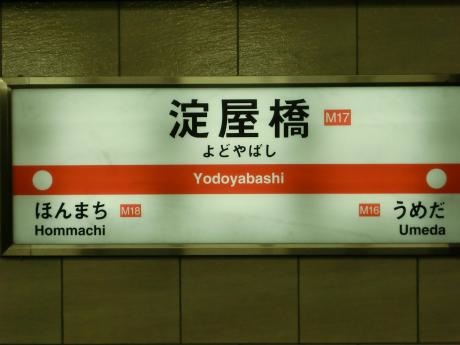 淀屋橋 M17
よどやばし
Yodoyabashi
ほんまち M18
Hommachi
M16 うめだ
Umeda